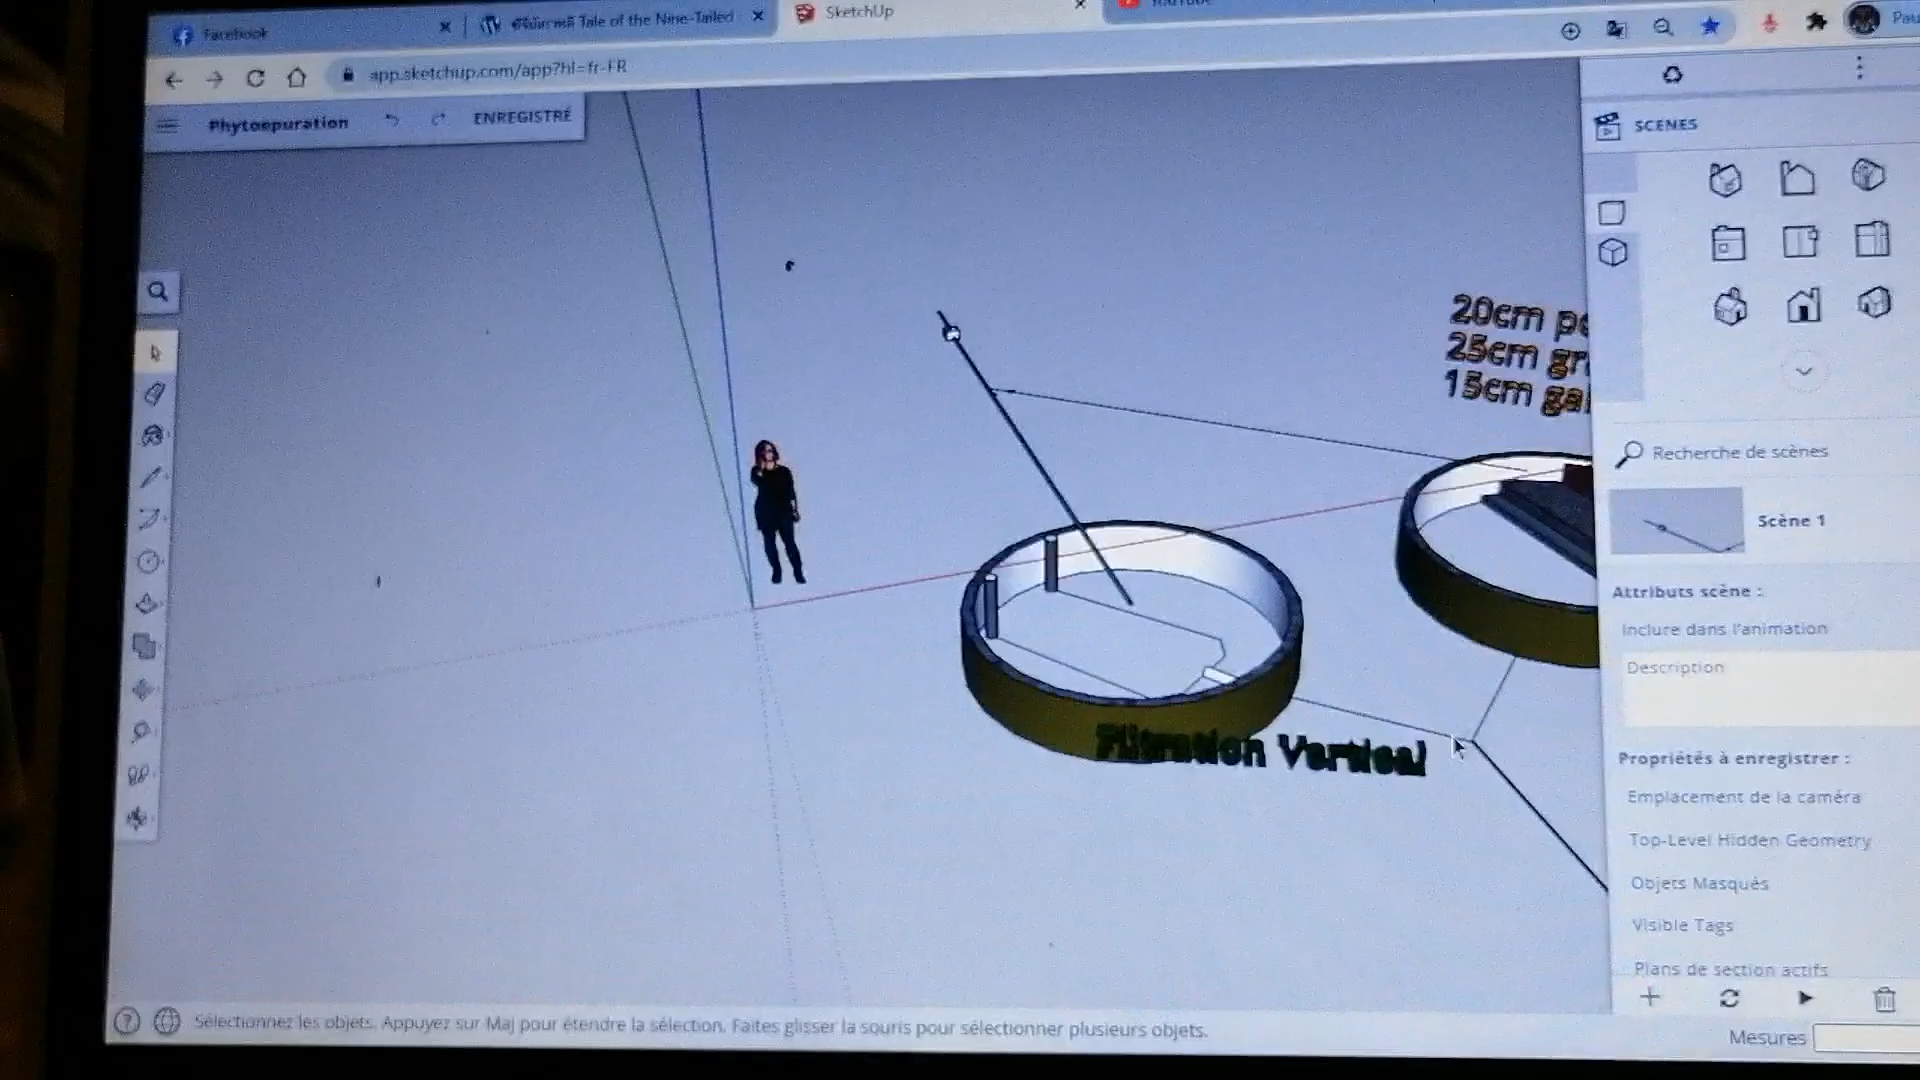 Facebook
Tale of the Nine-Tailed
SketchUp
app.sketchup.com/app?hl=fr-FR
Phytoepuration
ENREGISTRÉ
SCENES
20cm
25cm
15cm
Filtration Vertical
Recherche de scènes
Scène 1
Attributs scène :
Inclure dans l'animation
Description
Propriétés à enregistrer :
Emplacement de la caméra
Top-Level Hidden Geometry
Objets Masqués
Visible Tags
Plans de section actifs
Sélectionnez les objets. Appuyez sur Maj pour étendre la sélection. Faites glisser la souris pour sélectionner plusieurs objets.
Mesures